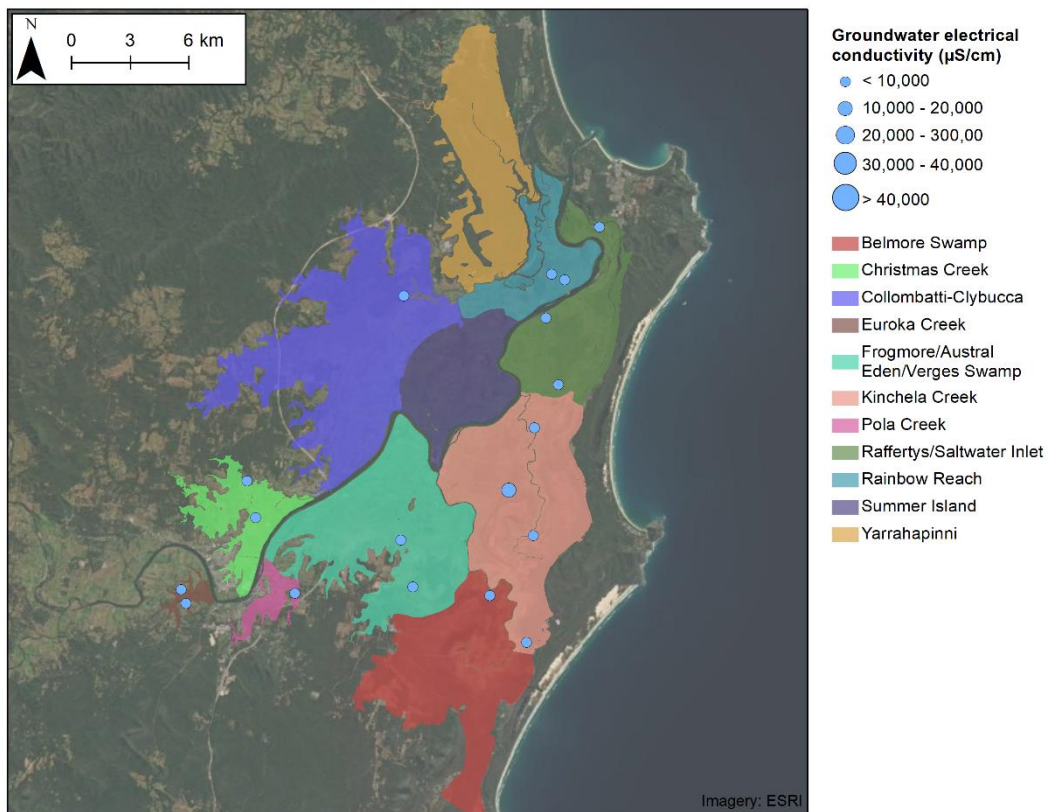 N
0 3 6 km
Groundwater electrical
conductivity (µS/cm)
< 10,000
10,000 - 20,000
20,000 - 300,00
30,000 - 40,000
> 40,000
Belmore Swamp
Christmas Creek
Collombatti-Clybucca
Euroka Creek
Frogmore/Austral
Eden/Verges Swamp
Kinchela Creek
Pola Creek
Raffertys/Saltwater Inlet
Rainbow Reach
Summer Island
Yarrahapinni
Imagery: ESRI